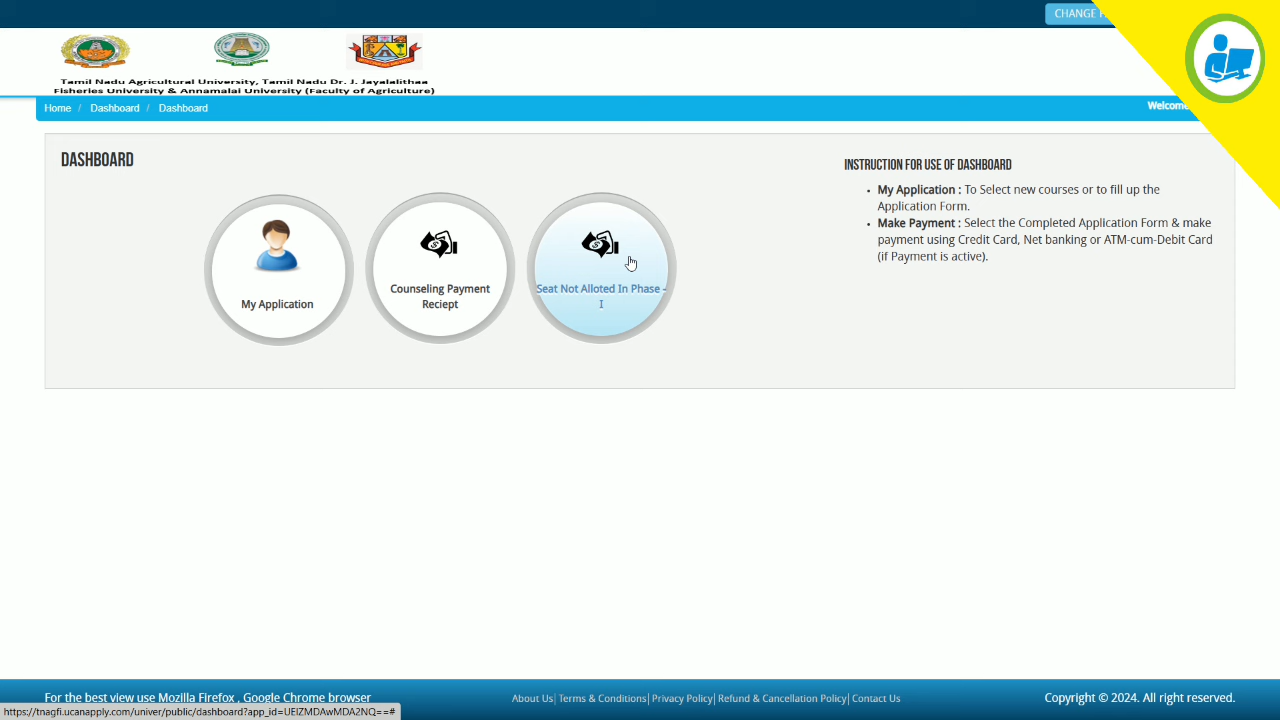 CHANGE
Tamil Nadu Agricultural University, Tamil Nadu Dr. J. Jayalalithaa
Fisheries University & Annamalai University (Faculty of Agriculture)
Home / Dashboard / Dashboard
Welcome
DASHBOARD
My Application
Counseling Payment
Reciept
Seat Not Alloted In Phase -
I
INSTRUCTION FOR USE OF DASHBOARD
• My Application : To Select new courses or to fill up the
Application Form.
• Make Payment : Select the Completed Application Form & make
payment using Credit Card, Net banking or ATM-cum-Debit Card
(if Payment is active).
For the best view use Mozilla Firefox , Google Chrome browser
About Us| Terms & Conditions| Privacy Policy| Refund & Cancellation Policy| Contact Us
Copyright © 2024. All right reserved.
https://tnagfi.ucanapply.com/univer/public/dashboard?app_id=UElZMDAwMDA2NQ==#